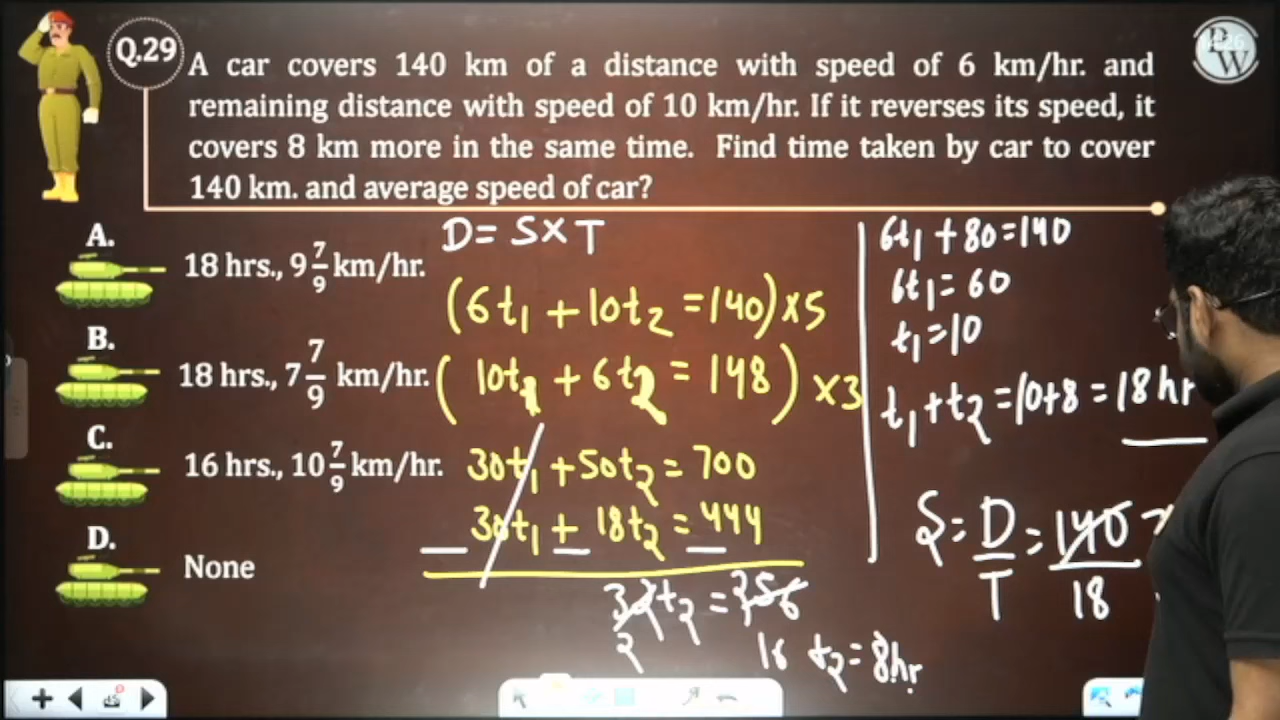 Q.29
A car covers 140 km of a distance with speed of 6 km/hr. and
remaining distance with speed of 10 km/hr. If it reverses its speed, it
covers 8 km more in the same time. Find time taken by car to cover
140 km. and average speed of car?
PW
A.
18 hrs., 9 7/9 km/hr.
B.
18 hrs., 7 7/9 km/hr.
C.
16 hrs., 10 7/9 km/hr.
D.
None
D = S × T
(6t₁ + 10t₂ = 140) × 5
(10t₁ + 6t₂ = 148) × 3
30t₁ + 50t₂ = 700
30t₁ + 18t₂ = 444
32t₂ = 256
2
16
t₂ = 8hr
6t₁ + 80 = 140
6t₁ = 60
t₁ = 10
t₁ + t₂ = 10 + 8 = 18 hr
S = D/T = 140/18